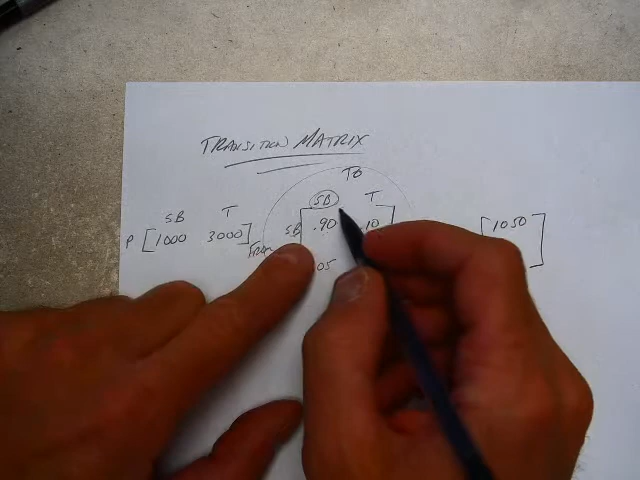 TRANSITION MATRIX
TO
SB T SB T
P [1000 3000] SB .90 .10 [1050 ]
FROM
.05